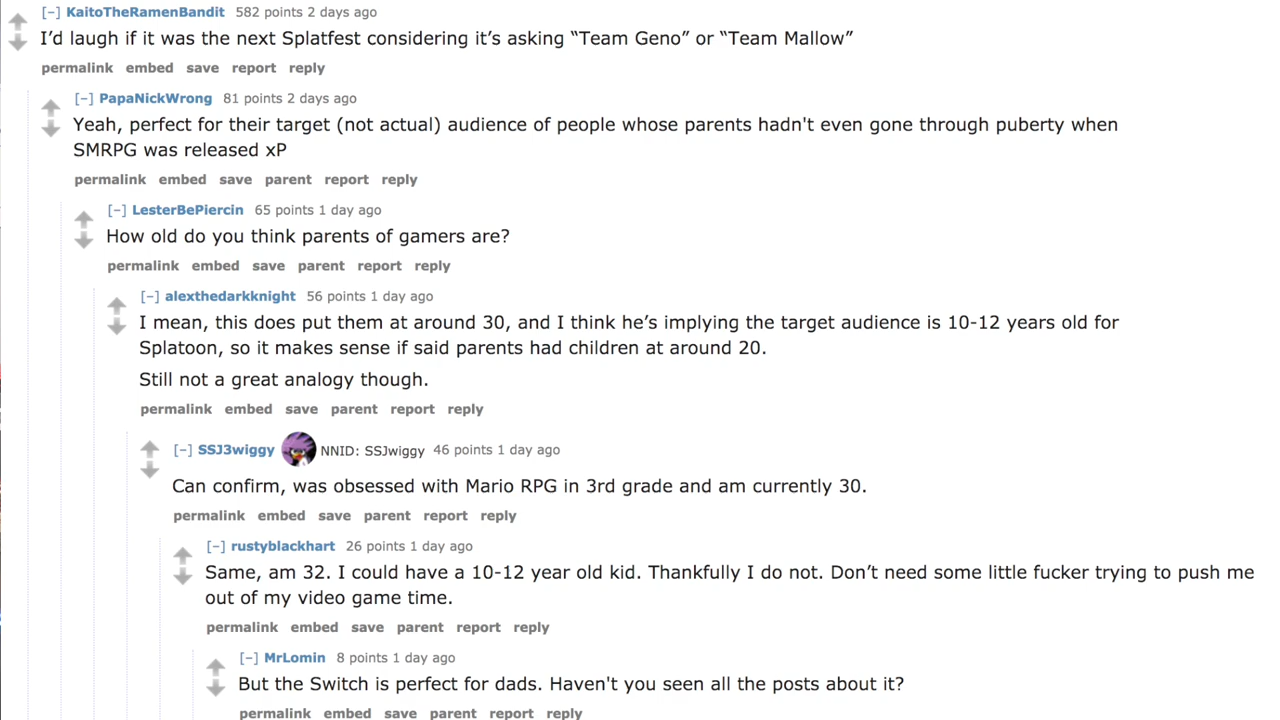 [–] KaitoTheRamenBandit 582 points 2 days ago
I’d laugh if it was the next Splatfest considering it’s asking “Team Geno” or “Team Mallow”
permalink embed save report reply
[–] PapaNickWrong 81 points 2 days ago
Yeah, perfect for their target (not actual) audience of people whose parents hadn't even gone through puberty when
SMRPG was released xP
permalink embed save parent report reply
[–] LesterBePiercin 65 points 1 day ago
How old do you think parents of gamers are?
permalink embed save parent report reply
[–] alexthedarkknight 56 points 1 day ago
I mean, this does put them at around 30, and I think he’s implying the target audience is 10-12 years old for
Splatoon, so it makes sense if said parents had children at around 20.
Still not a great analogy though.
permalink embed save parent report reply
[–] SSJ3wiggy NNID: SSJwiggy 46 points 1 day ago
Can confirm, was obsessed with Mario RPG in 3rd grade and am currently 30.
permalink embed save parent report reply
[–] rustyblackhart 26 points 1 day ago
Same, am 32. I could have a 10-12 year old kid. Thankfully I do not. Don’t need some little fucker trying to push me
out of my video game time.
permalink embed save parent report reply
[–] MrLomin 8 points 1 day ago
But the Switch is perfect for dads. Haven't you seen all the posts about it?
permalink embed save parent report reply